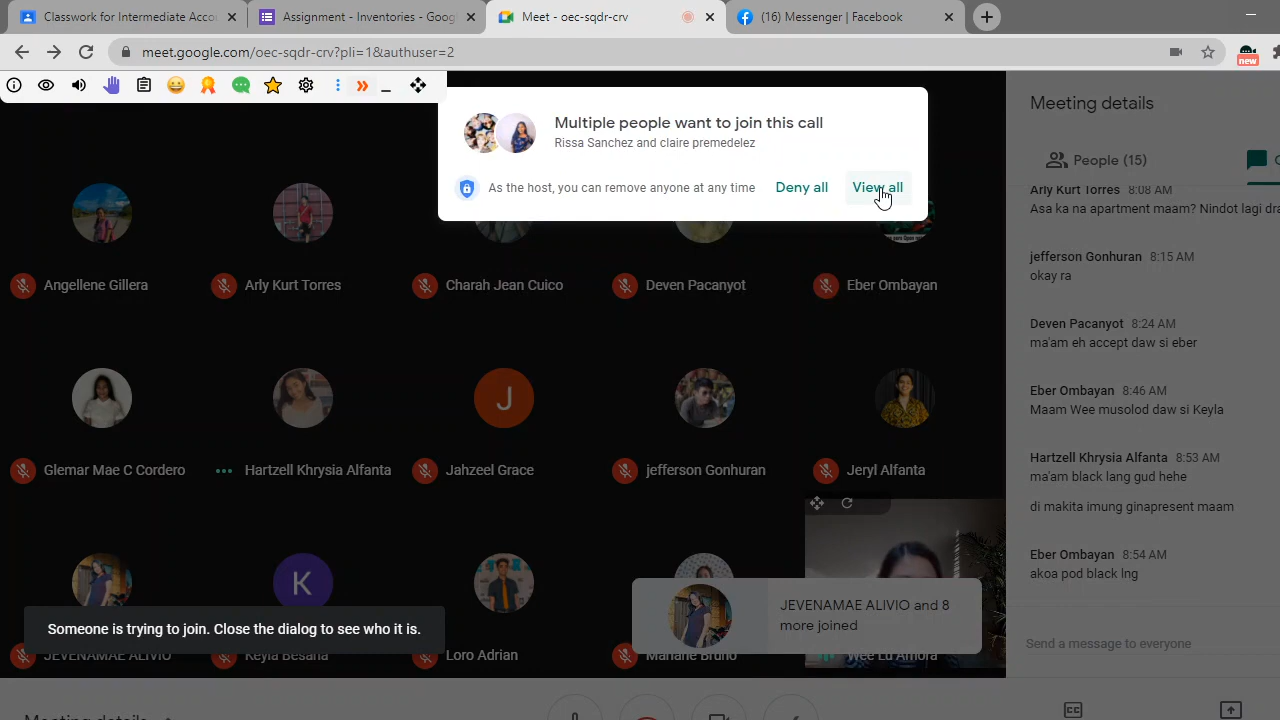 Classwork for Intermediate Acco
Assignment - Inventories - Goog
Meet - oec-sqdr-crv
(16) Messenger | Facebook
meet.google.com/oec-sqdr-crv?pli=1&authuser=2
new
Multiple people want to join this call
Rissa Sanchez and claire premedelez
As the host, you can remove anyone at any time
Deny all
View all
Meeting details
People (15)
Arly Kurt Torres 8:08 AM
Asa ka na apartment maam? Nindot lagi dra
jefferson Gonhuran 8:15 AM
okay ra
Deven Pacanyot 8:24 AM
ma'am eh accept daw si eber
Eber Ombayan 8:46 AM
Maam Wee musolod daw si Keyla
Hartzell Khrysia Alfanta 8:53 AM
ma'am black lang gud hehe
di makita imung ginapresent maam
Eber Ombayan 8:54 AM
akoa pod black lng
Send a message to everyone
Angellene Gillera
Arly Kurt Torres
Charah Jean Cuico
Deven Pacanyot
Eber Ombayan
Glemar Mae C Cordero
Hartzell Khrysia Alfanta
J
Jahzeel Grace
jefferson Gonhuran
Jeryl Alfanta
K
JEVENAMAE ALIVIO and 8
more joined
Someone is trying to join. Close the dialog to see who it is.
JEVENAMAE ALIVIO
Keyla Besaña
Loro Adrian
Mariane Bruno
Wee Lu Amora
Meeting details